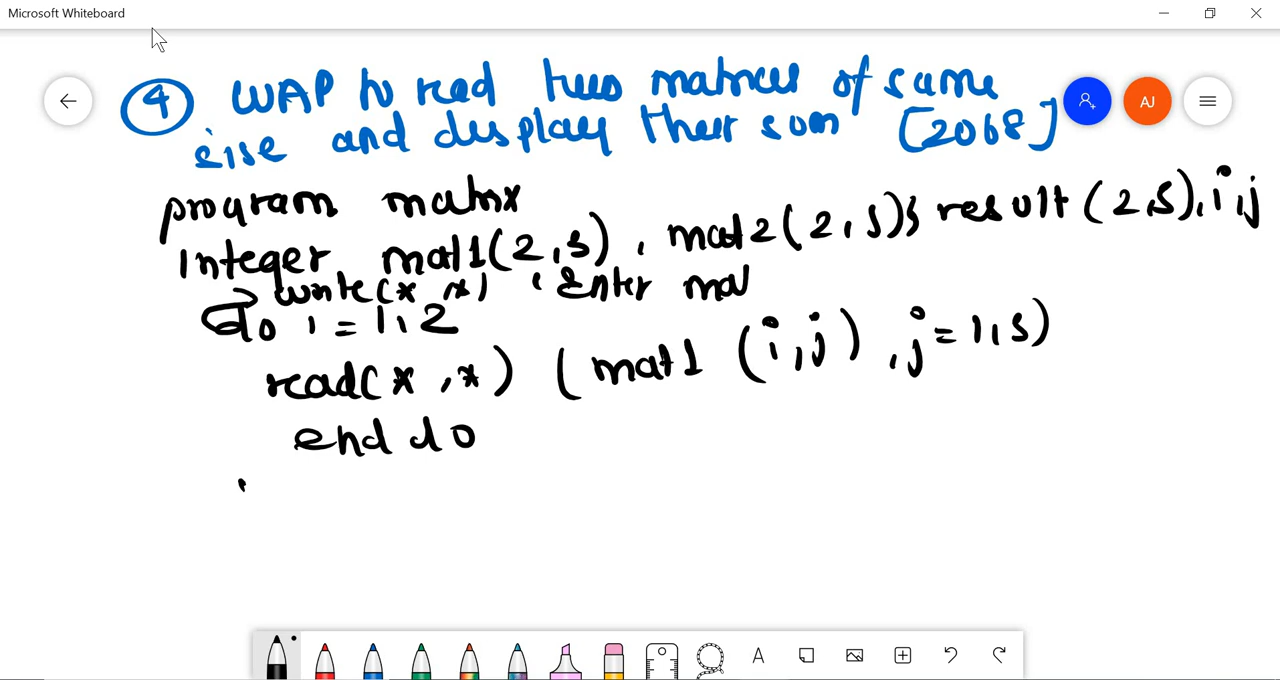 Microsoft Whiteboard
AJ
④ WAP to read two matrices of same
size and display their sum [2068]
program matrix
Integer mat1(2,3), mat2(2,3), result(2,3),i,j
write(*,*) 'Enter mat
do i=1,2
read(*,*) (mat1 (i,j),j=1,3)
end do
A